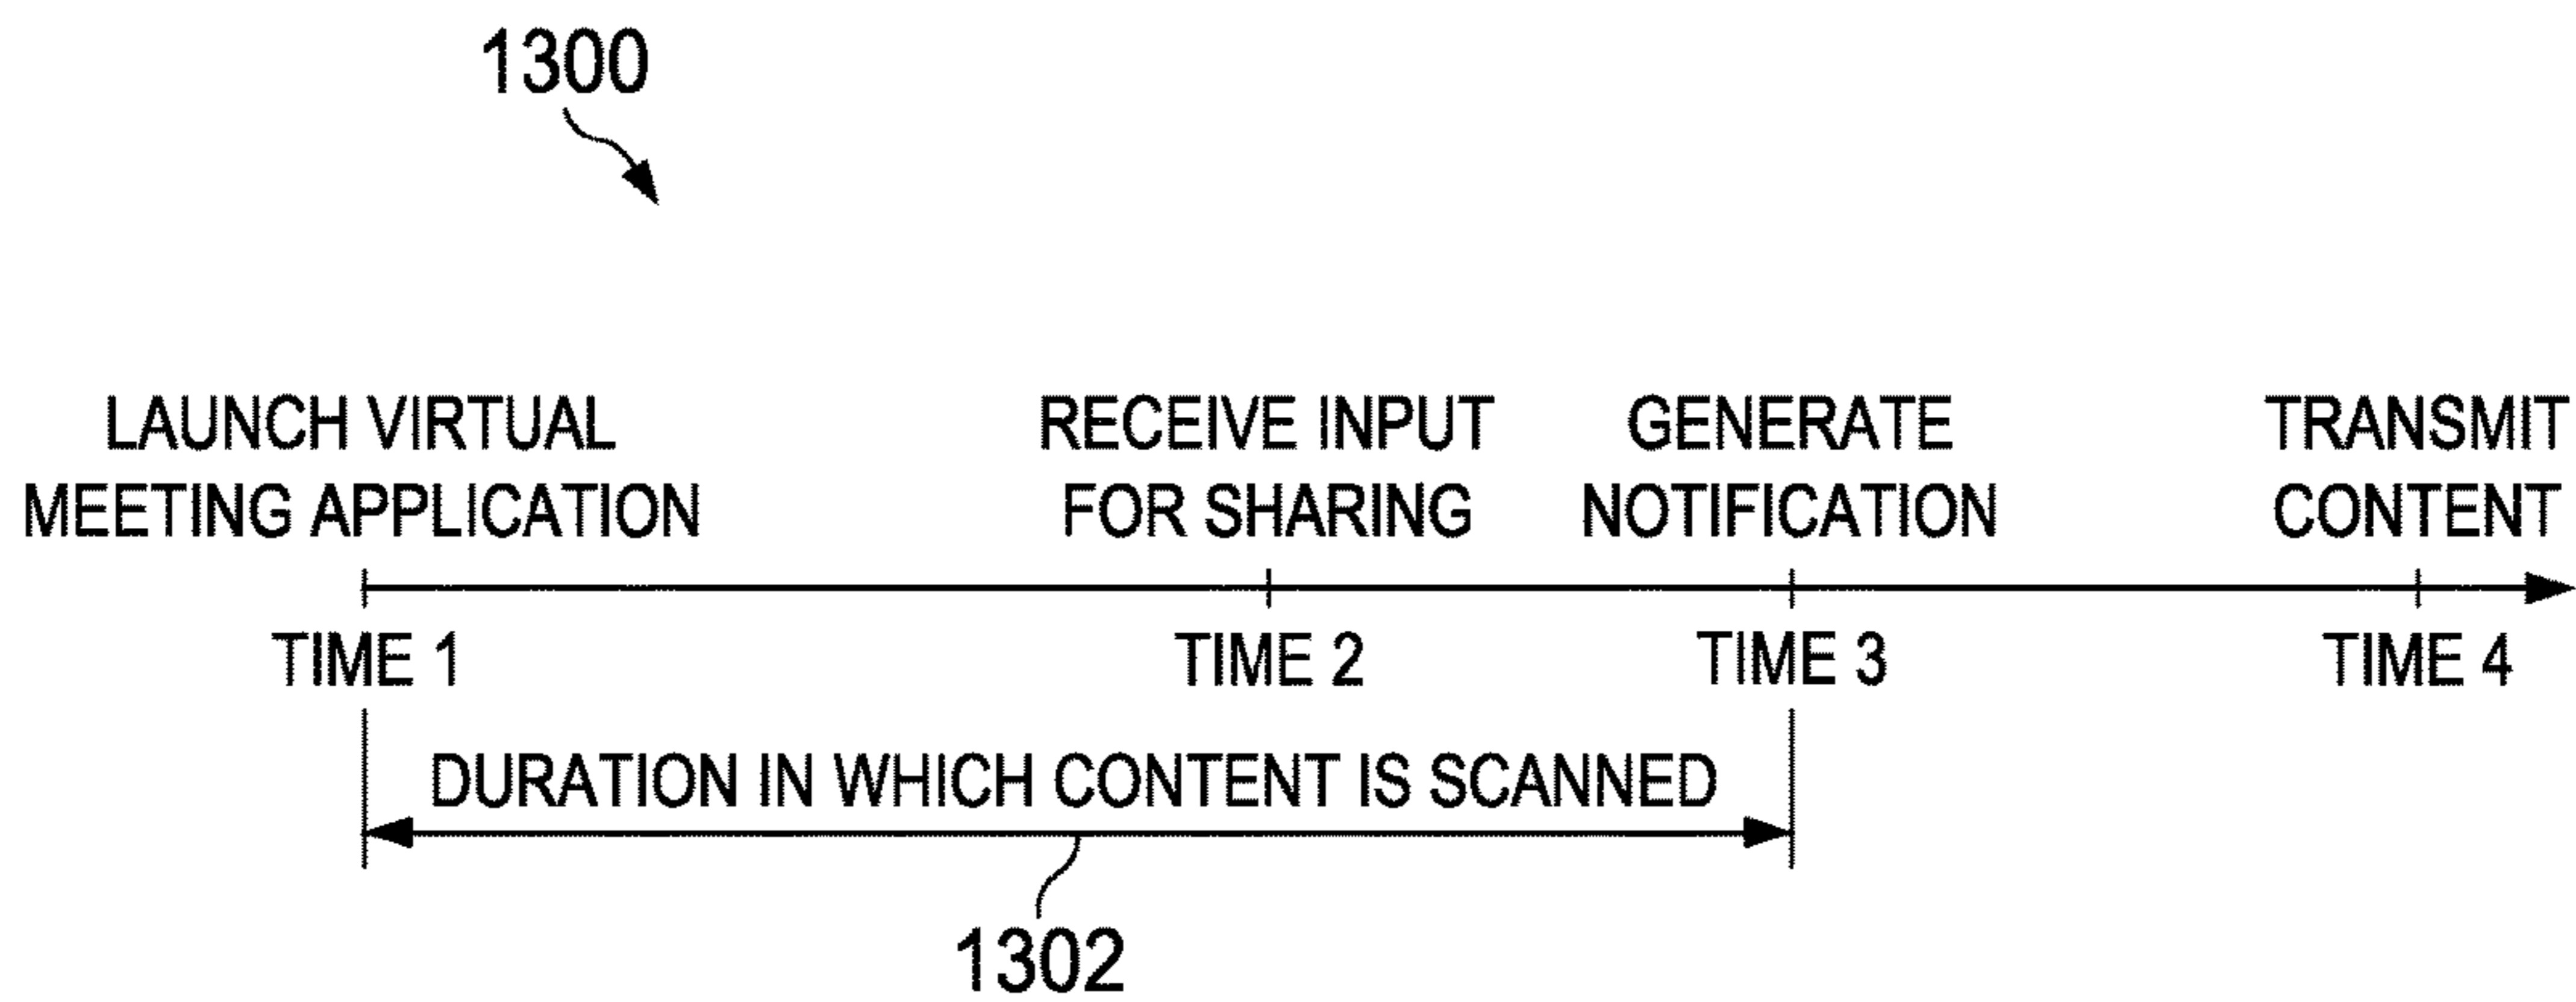 1300
LAUNCH VIRTUAL
MEETING APPLICATION
RECEIVE INPUT
FOR SHARING
GENERATE
NOTIFICATION
TRANSMIT
CONTENT
TIME 1
TIME 2
TIME 3
TIME 4
DURATION IN WHICH CONTENT IS SCANNED
1302